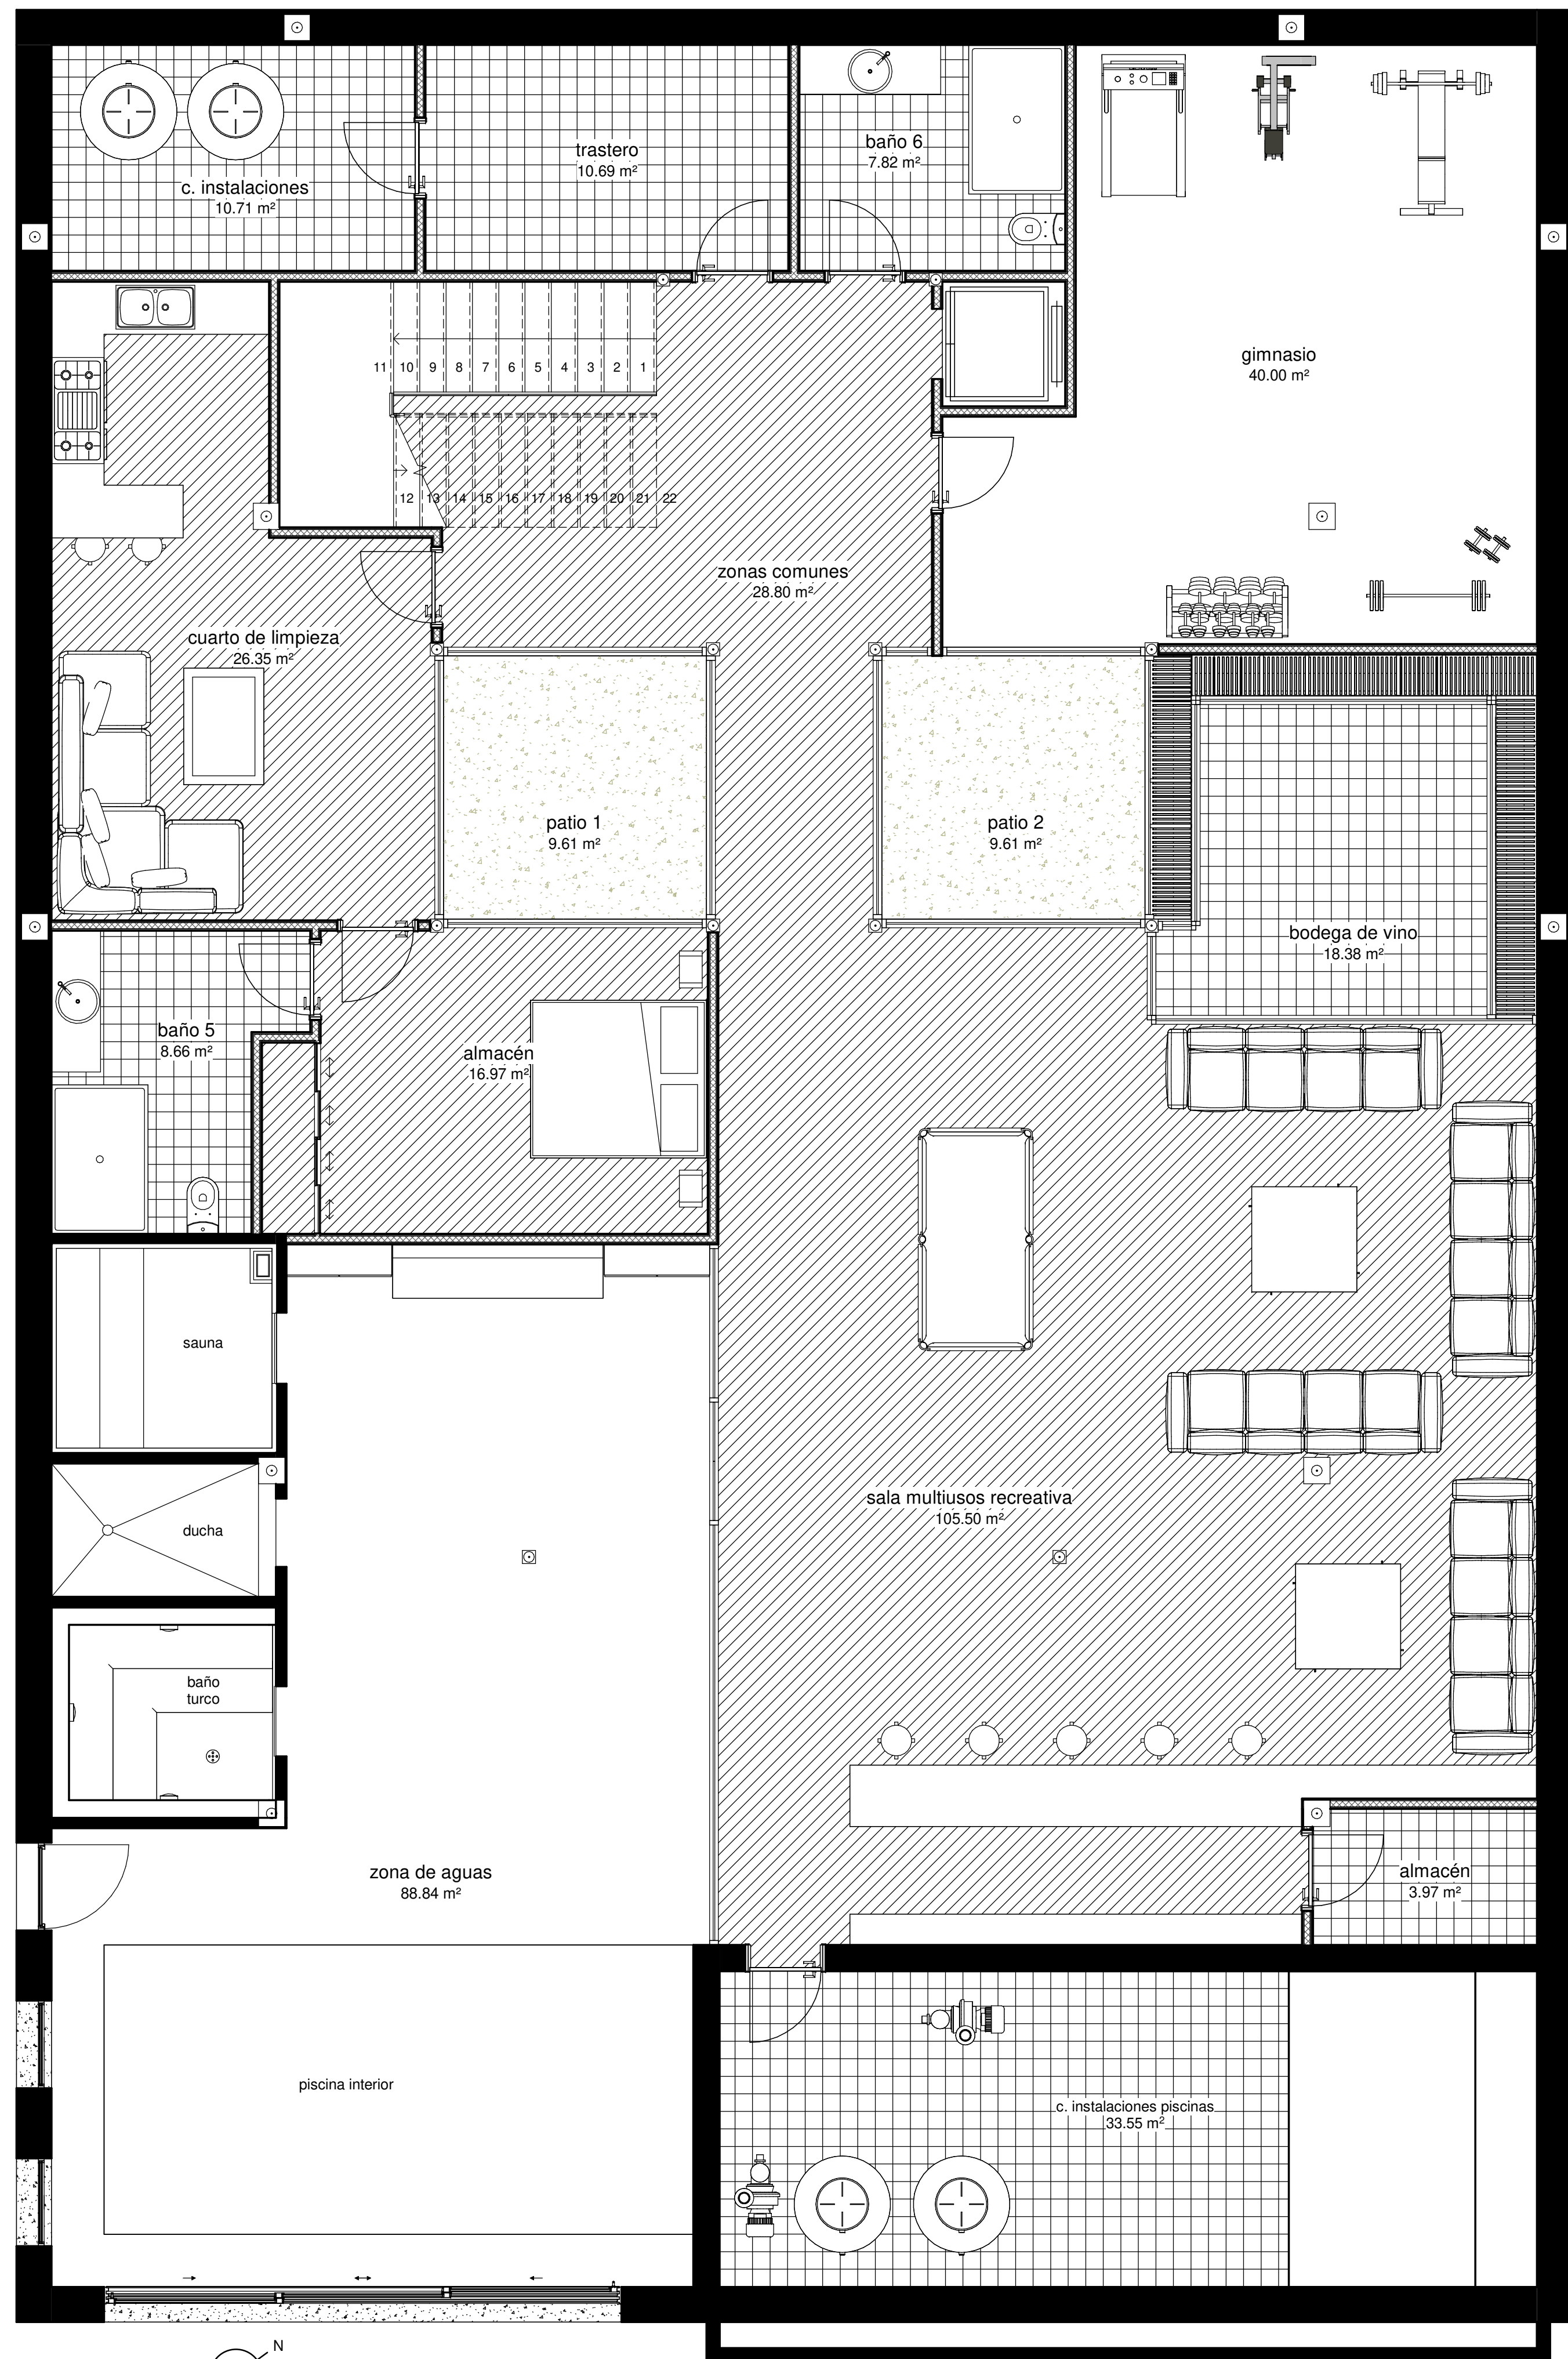 trastero
10.69 m²
baño 6
7.82 m²
c. instalaciones
10.71 m²
gimnasio
40.00 m²
11 10 9 8 7 6 5 4 3 2 1
12 13 14 15 16 17 18 19 20 21 22
zonas comunes
28.80 m²
cuarto de limpieza
26.35 m²
patio 1
9.61 m²
patio 2
9.61 m²
bodega de vino
18.38 m²
baño 5
8.66 m²
almacén
16.97 m²
sauna
sala multiusos recreativa
105.50 m²
ducha
baño
turco
zona de aguas
88.84 m²
almacén
3.97 m²
piscina interior
c. instalaciones piscinas
33.55 m²
N